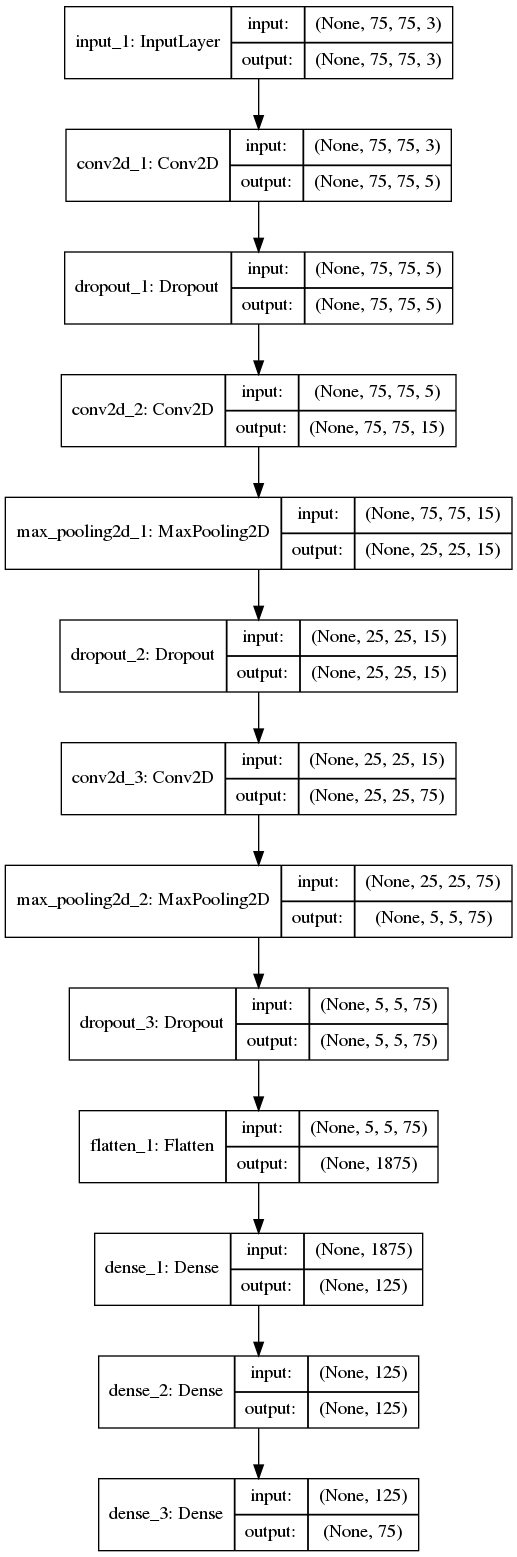 input_1: InputLayer
input: (None, 75, 75, 3)
output: (None, 75, 75, 3)
conv2d_1: Conv2D
input: (None, 75, 75, 3)
output: (None, 75, 75, 5)
dropout_1: Dropout
input: (None, 75, 75, 5)
output: (None, 75, 75, 5)
conv2d_2: Conv2D
input: (None, 75, 75, 5)
output: (None, 75, 75, 15)
max_pooling2d_1: MaxPooling2D
input: (None, 75, 75, 15)
output: (None, 25, 25, 15)
dropout_2: Dropout
input: (None, 25, 25, 15)
output: (None, 25, 25, 15)
conv2d_3: Conv2D
input: (None, 25, 25, 15)
output: (None, 25, 25, 75)
max_pooling2d_2: MaxPooling2D
input: (None, 25, 25, 75)
output: (None, 5, 5, 75)
dropout_3: Dropout
input: (None, 5, 5, 75)
output: (None, 5, 5, 75)
flatten_1: Flatten
input: (None, 5, 5, 75)
output: (None, 1875)
dense_1: Dense
input: (None, 1875)
output: (None, 125)
dense_2: Dense
input: (None, 125)
output: (None, 125)
dense_3: Dense
input: (None, 125)
output: (None, 75)